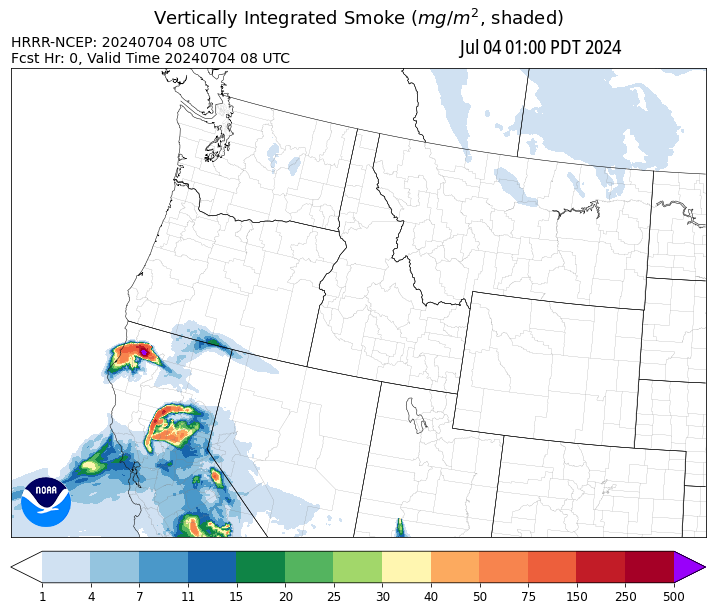 Vertically Integrated Smoke (mg/m², shaded)
HRRR-NCEP: 20240704 08 UTC
Fcst Hr: 0, Valid Time 20240704 08 UTC
Jul 04 01:00 PDT 2024
NOAA
1 4 7 11 15 20 25 30 40 50 75 150 250 500